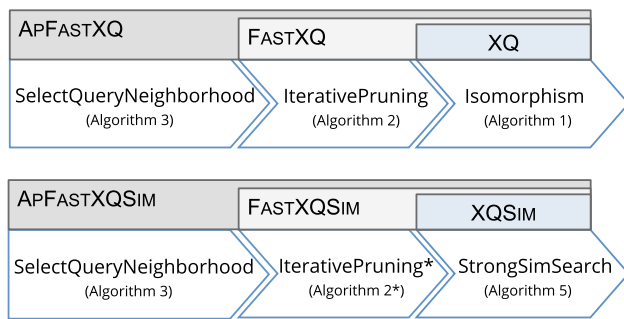 APFASTXQ
FASTXQ
XQ
SelectQueryNeighborhood
(Algorithm 3)
IterativePruning
(Algorithm 2)
Isomorphism
(Algorithm 1)
APFASTXQSIM
FASTXQSIM
XQSIM
SelectQueryNeighborhood
(Algorithm 3)
IterativePruning*
(Algorithm 2*)
StrongSimSearch
(Algorithm 5)